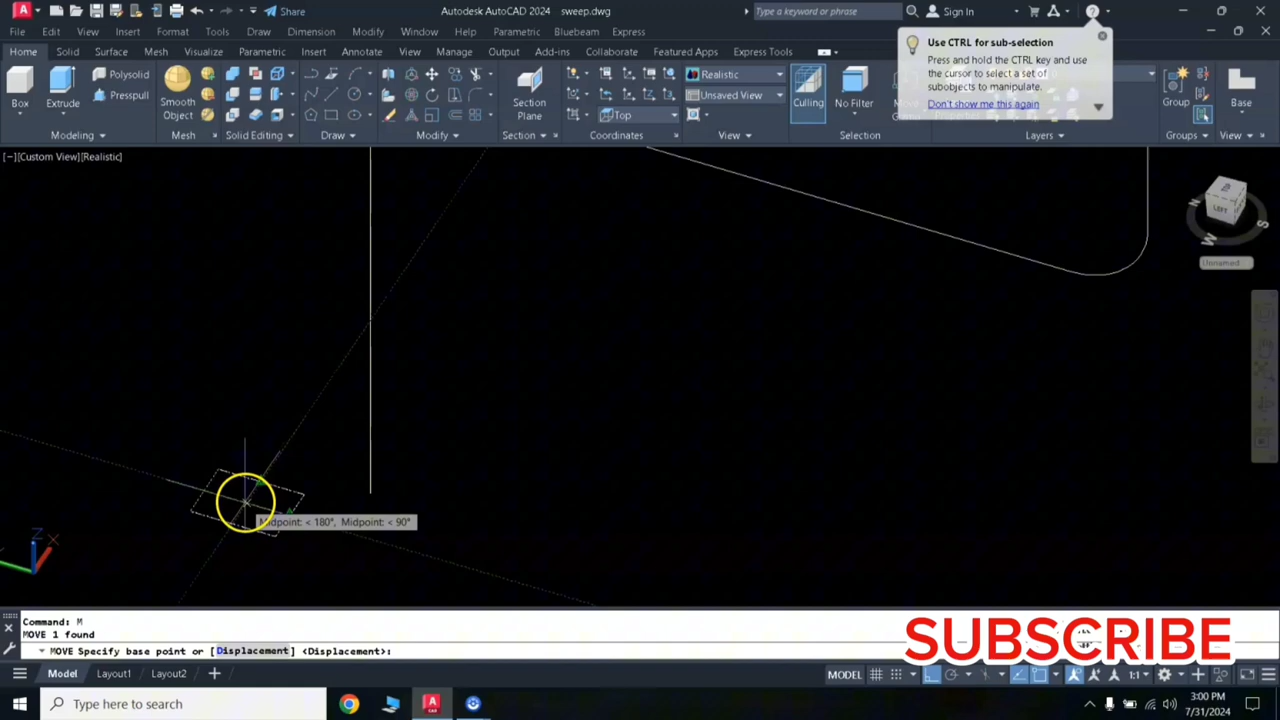 Share
Autodesk AutoCAD 2024 sweep.dwg
Type a keyword or phrase
Sign In
File Edit View Insert Format Tools Draw Dimension Modify Window Help Parametric Bluebeam Express
Home Solid Surface Mesh Visualize Parametric Insert Annotate View Manage Output Add-ins Collaborate Featured Apps Express Tools
Use CTRL for sub-selection
Press and hold the CTRL key and use
the cursor to select a set of
subobjects to manipulate.
Don't show me this again
Polysolid
Presspull
Box
Extrude
Smooth
Object
Section
Plane
Top
Realistic
Unsaved View
Culling
No Filter
Group
Base
Modeling Mesh Solid Editing Draw Modify Section Coordinates View Selection Layers Groups View
[−][Custom View][Realistic]
LEFT
N
W
S
Unnamed
Midpoint: < 180°, Midpoint: < 90°
Z
X
Command: M
MOVE 1 found
MOVE Specify base point or [Displacement] <Displacement>:
SUBSCRIBE
Model Layout1 Layout2 +
MODEL
1:1
Type here to search
3:00 PM
7/31/2024